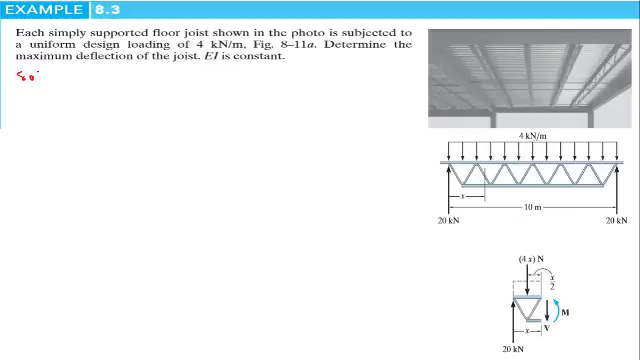 EXAMPLE 8.3
Each simply supported floor joist shown in the photo is subjected to
a uniform design loading of 4 kN/m, Fig. 8–11a. Determine the
maximum deflection of the joist. EI is constant.
4 kN/m
x
10 m
20 kN
20 kN
(4 x) N
x
2
M
V
x
20 kN